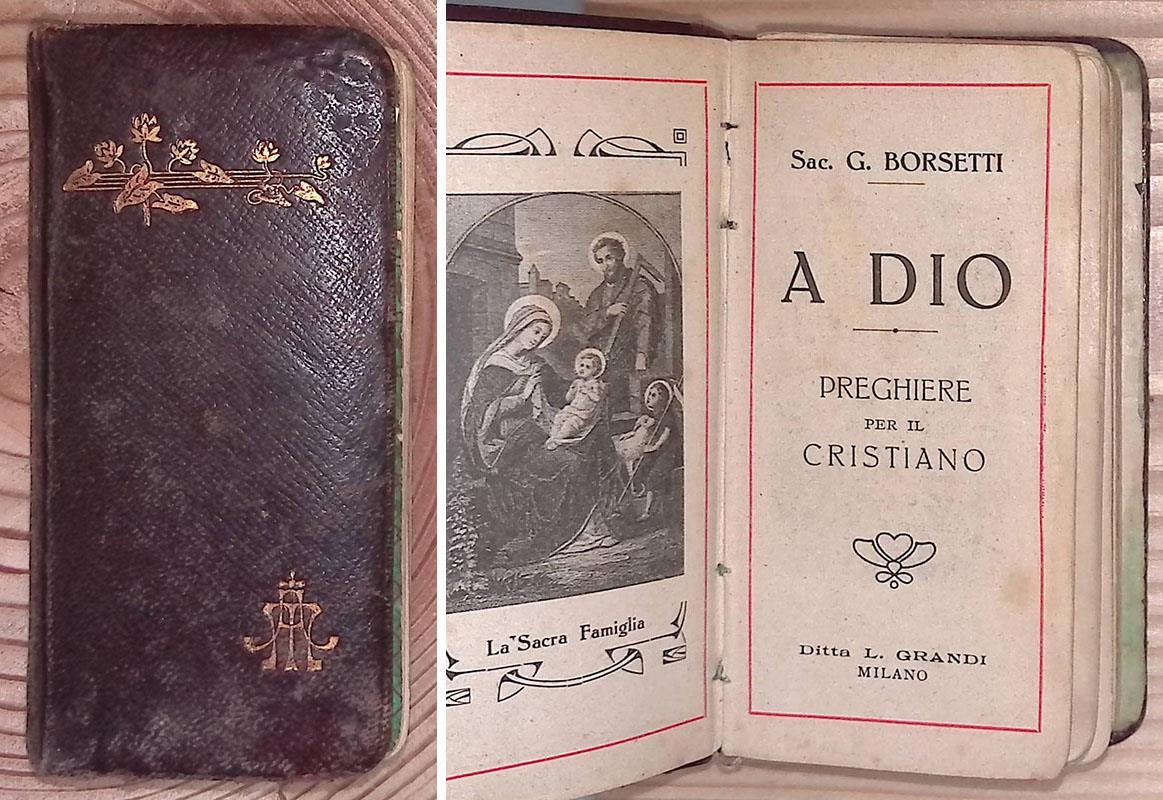 La Sacra Famiglia
Sac. G. BORSETTI
A DIO
PREGHIERE
PER IL
CRISTIANO
Ditta L. GRANDI
MILANO